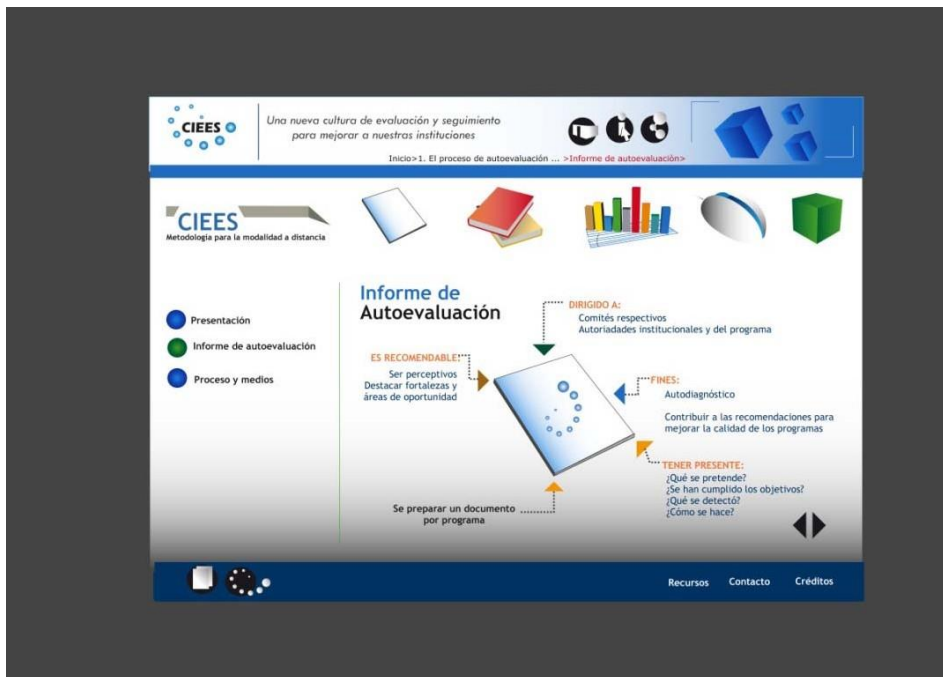 CIEES
Una nueva cultura de evaluación y seguimiento
para mejorar a nuestras instituciones
Inicio>1. El proceso de autoevaluación ... >Informe de autoevaluación>
CIEES
Metodología para la modalidad a distancia
Presentación
Informe de autoevaluación
Proceso y medios
Informe de
Autoevaluación
DIRIGIDO A:
Comités respectivos
Autoriadades institucionales y del programa
ES RECOMENDABLE:
Ser perceptivos
Destacar fortalezas y
áreas de oportunidad
FINES:
Autodiagnóstico
Contribuir a las recomendaciones para
mejorar la calidad de los programas
TENER PRESENTE:
¿Qué se pretende?
¿Se han cumplido los objetivos?
¿Qué se detectó?
¿Cómo se hace?
Se preparar un documento
por programa
Recursos Contacto Créditos